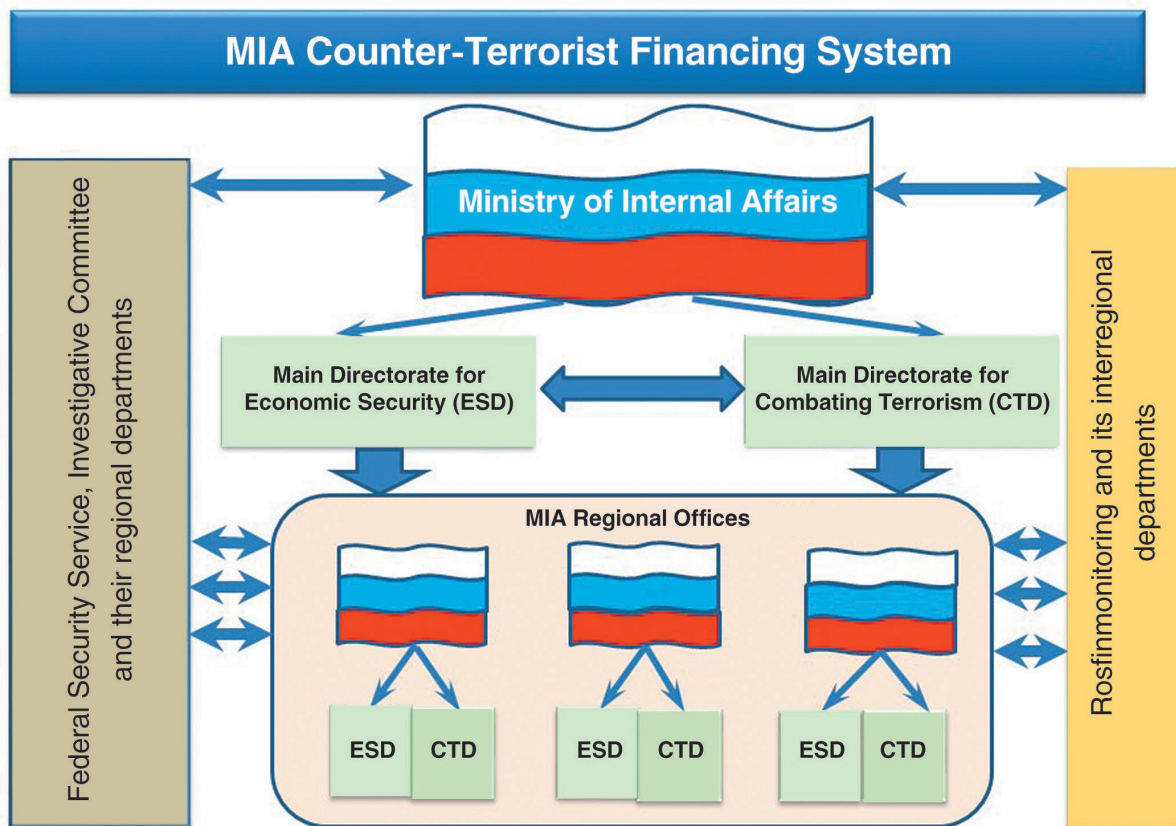 MIA Counter-Terrorist Financing System
Federal Security Service, Investigative Committee
and their regional departments
Ministry of Internal Affairs
Rosfinmonitoring and its interregional
departments
Main Directorate for
Economic Security (ESD)
Main Directorate for
Combating Terrorism (CTD)
MIA Regional Offices
ESD
CTD
ESD
CTD
ESD
CTD